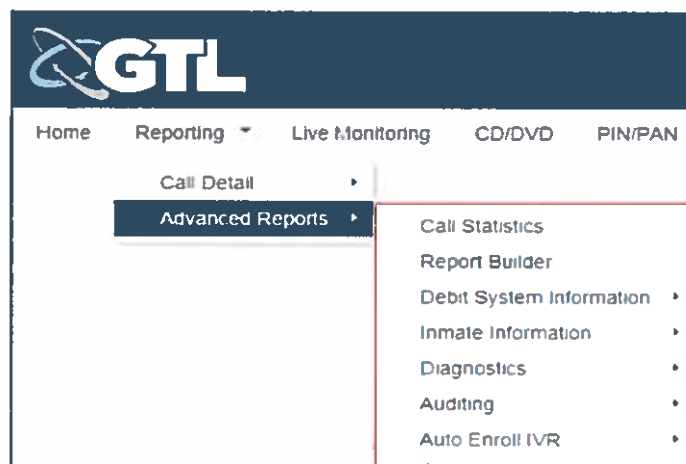 GTL
Home Reporting Live Monitoring CD/DVD PIN/PAN
Call Detail
Advanced Reports
Call Statistics
Report Builder
Debit System Information
Inmate Information
Diagnostics
Auditing
Auto Enroll IVR